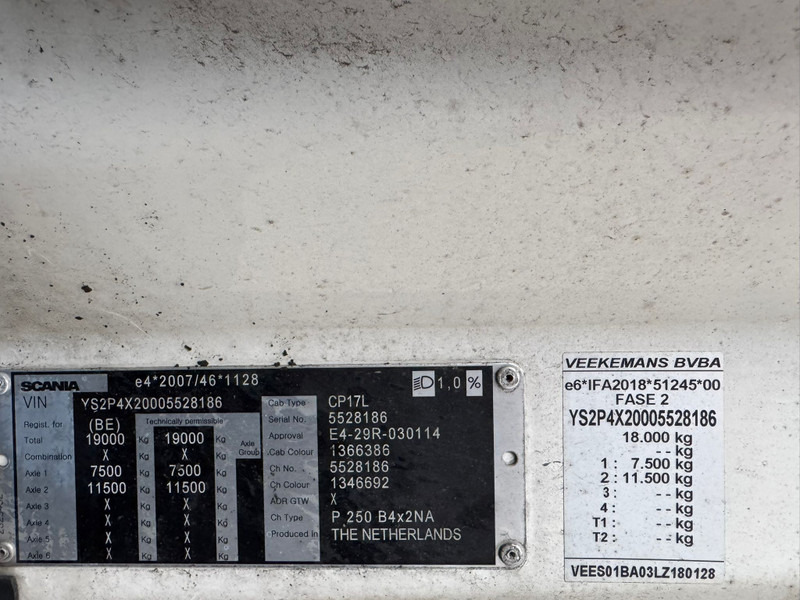 SCANIA e4*2007/46*1128 1,0 %
VIN YS2P4X20005528186
Regist. for (BE) Technically permissible
Total 19000 Kg 19000 Kg Axle Group
Combination X Kg X Kg
Axle 1 7500 Kg 7500 Kg
Axle 2 11500 Kg 11500 Kg
Axle 3 X Kg X Kg
Axle 4 X Kg X Kg
Axle 5 X Kg X Kg
Axle 6 X Kg X Kg
Cab Type CP17L
Serial No. 5528186
Approval E4-29R-030114
Cab Colour 1366386
Ch No. 5528186
Ch Colour 1346692
ADR GTW X
Ch Type P 250 B4x2NA
Produced in THE NETHERLANDS
VEEKEMANS BVBA
e6*IFA2018*51245*00
FASE 2
YS2P4X20005528186
18.000 kg
-- kg
1 : 7.500 kg
2 : 11.500 kg
3 : -- kg
4 : -- kg
T1 : -- kg
T2 : -- kg
VEES01BA03LZ180128